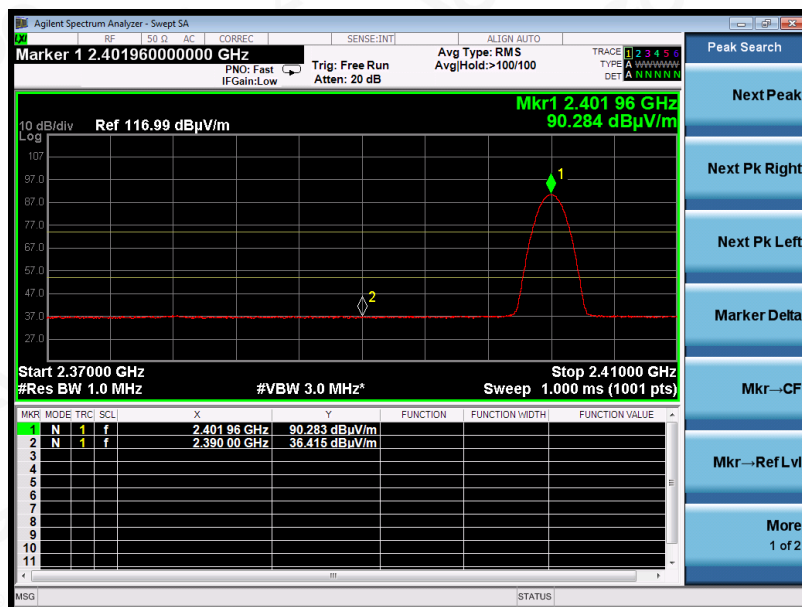 Agilent Spectrum Analyzer - Swept SA
LXI RF 50 Ω AC CORREC SENSE:INT ALIGN AUTO
Marker 1 2.401960000000 GHz
PNO: Fast
IFGain:Low
Trig: Free Run
Atten: 20 dB
Avg Type: RMS
Avg|Hold:>100/100
TRACE 1 2 3 4 5 6
TYPE A WWWWW
DET A N N N N N
Peak Search
Next Peak
Next Pk Right
Next Pk Left
Marker Delta
Mkr→CF
Mkr→Ref Lvl
More
1 of 2
Mkr1 2.401 96 GHz
90.284 dBµV/m
10 dB/div Ref 116.99 dBµV/m
Log
107
97.0
87.0
77.0
67.0
57.0
47.0
37.0
27.0
1
2
Start 2.37000 GHz Stop 2.41000 GHz
#Res BW 1.0 MHz #VBW 3.0 MHz* Sweep 1.000 ms (1001 pts)
MKR MODE TRC SCL X Y FUNCTION FUNCTION WIDTH FUNCTION VALUE
1 N 1 f 2.401 96 GHz 90.283 dBµV/m
2 N 1 f 2.390 00 GHz 36.415 dBµV/m
3
4
5
6
7
8
9
10
11
MSG STATUS